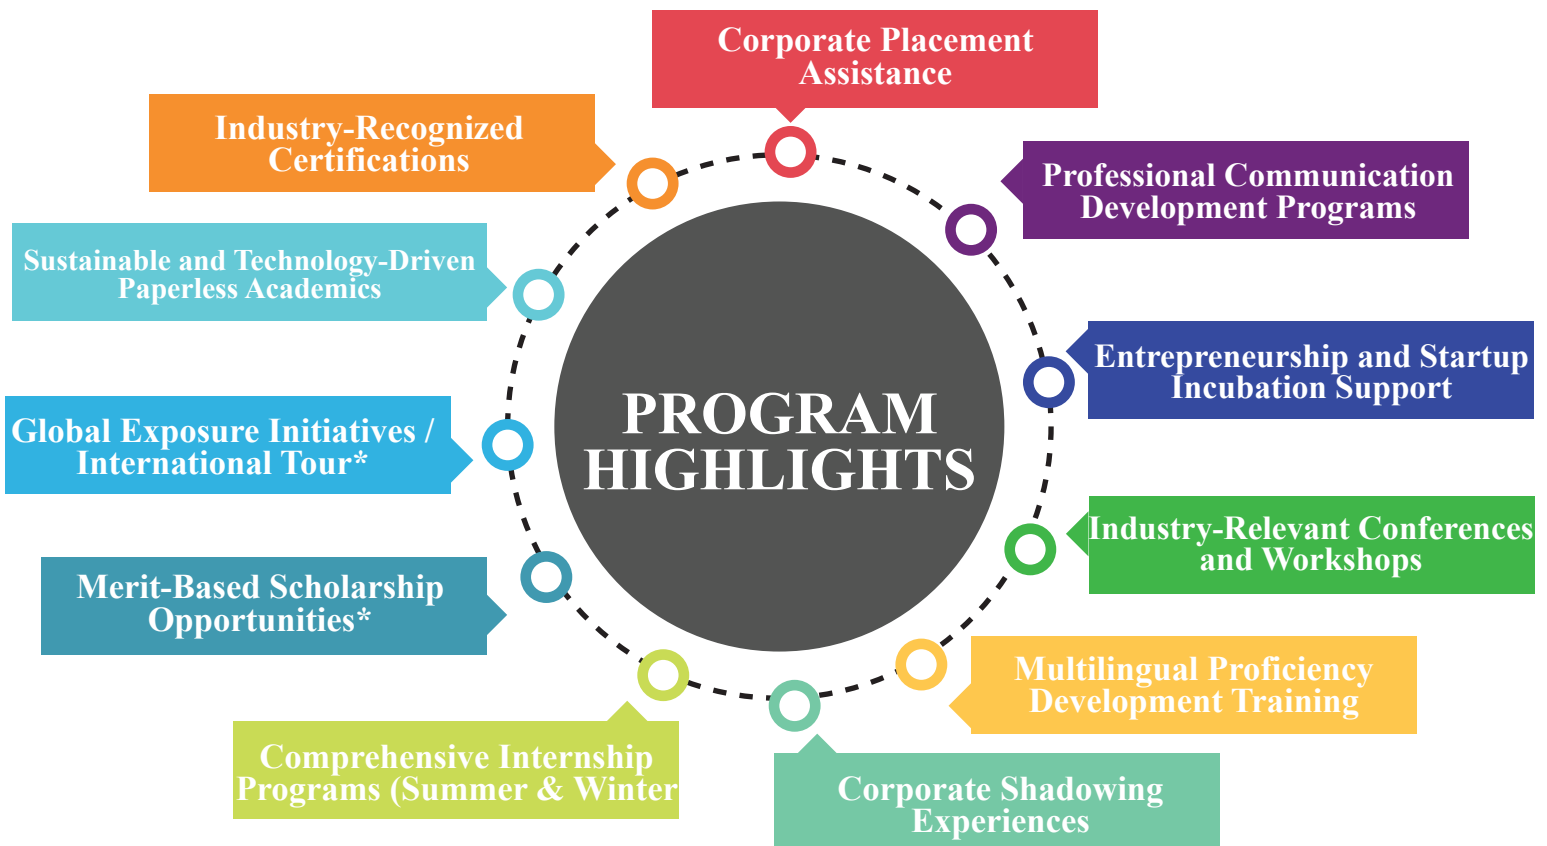 Corporate Placement
Assistance
Industry-Recognized
Certifications
Professional Communication
Development Programs
Sustainable and Technology-Driven
Paperless Academics
Entrepreneurship and Startup
Incubation Support
PROGRAM
HIGHLIGHTS
Global Exposure Initiatives /
International Tour*
Industry-Relevant Conferences
and Workshops
Merit-Based Scholarship
Opportunities*
Multilingual Proficiency
Development Training
Comprehensive Internship
Programs (Summer & Winter
Corporate Shadowing
Experiences